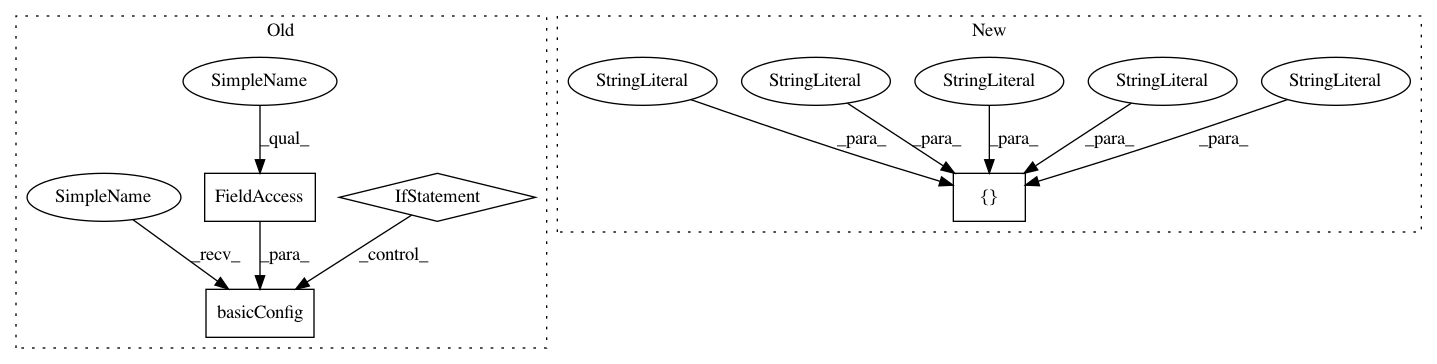 Old
New
SimpleName
StringLiteral
StringLiteral
StringLiteral
StringLiteral
StringLiteral
_qual_
_para_
_para_
_para_
_para_
_para_
SimpleName
FieldAccess
IfStatement
{}
_recv_
_para_
_control_
basicConfig